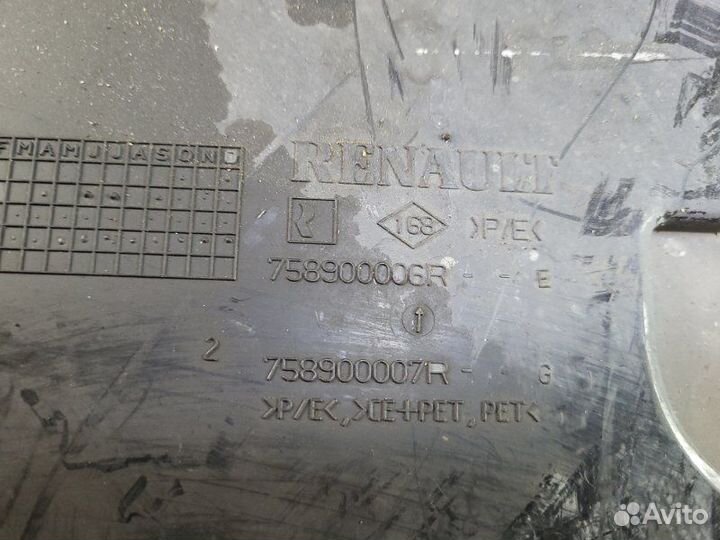 FMAMJJASOND
RENAULT
168 >P/E<
758900006R - - E
2
758900007R - - G
>P/E<,>CE+PET,PET<
Avito